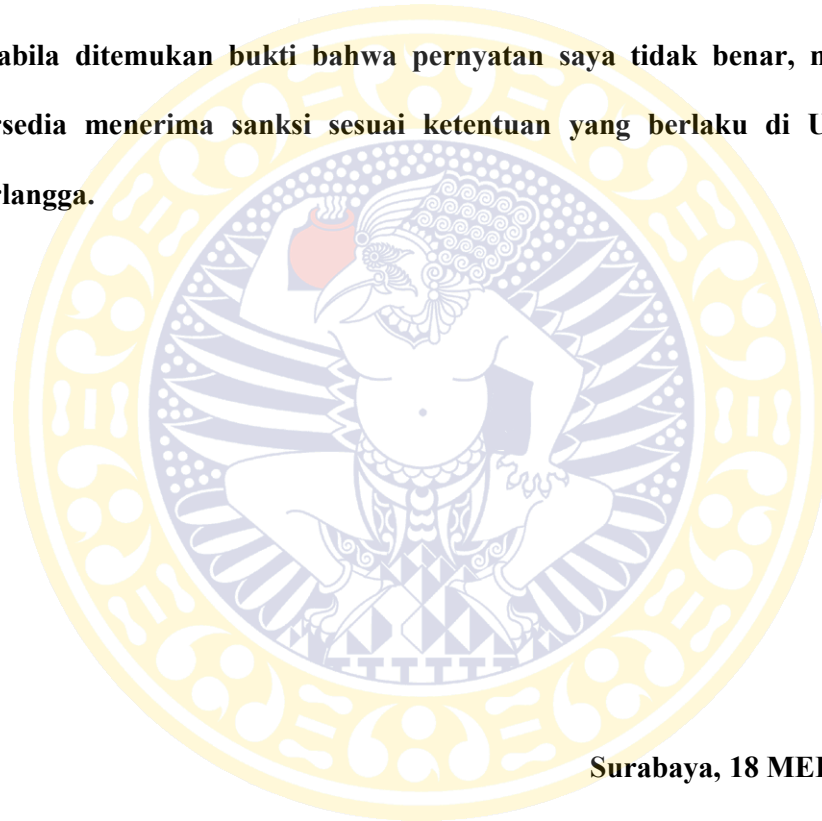 abila ditemukan bukti bahwa pernyatan saya tidak benar, m
rsedia menerima sanksi sesuai ketentuan yang berlaku di U
rlangga.
Surabaya, 18 MEI